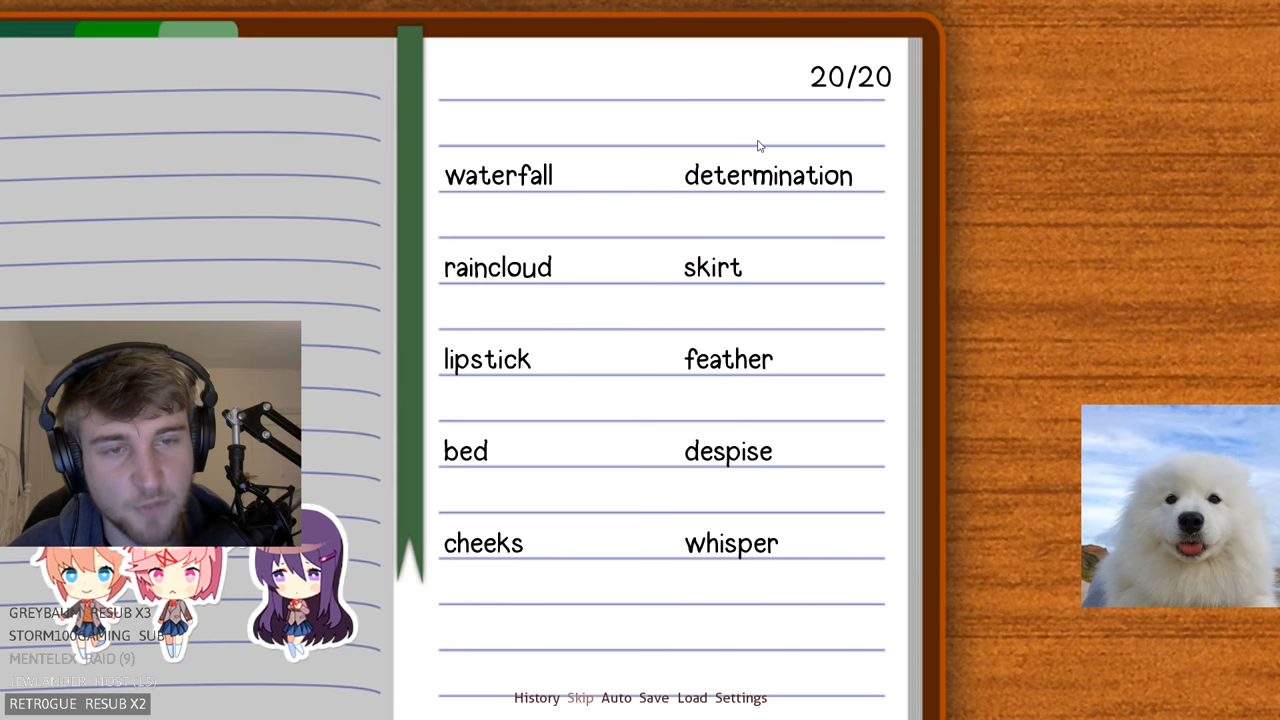 20/20
waterfall determination
raincloud skirt
lipstick feather
bed despise
cheeks whisper
GREYBAUM RESUB X3
STORM100GAMING SUB
MENTELEX RAID (9)
RETR0GUE RESUB X2
History Skip Auto Save Load Settings